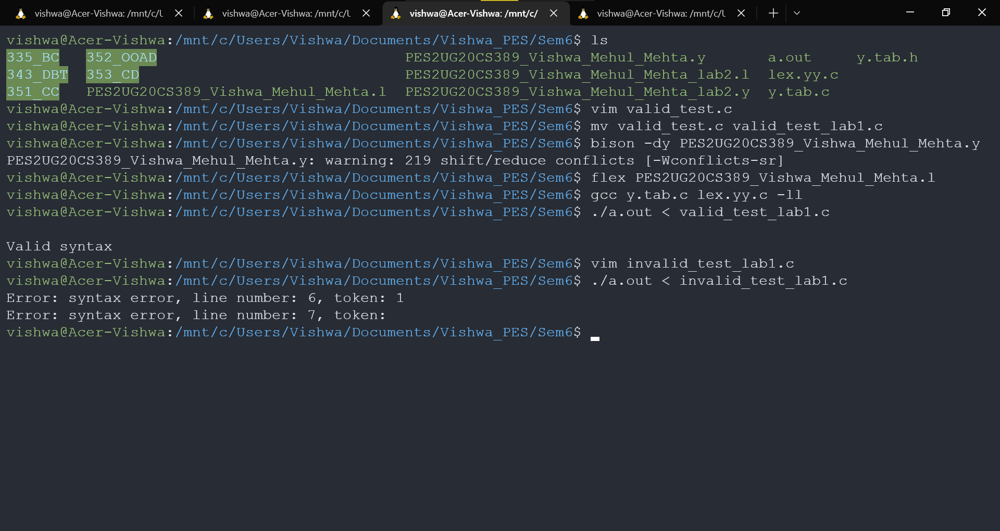 vishwa@Acer-Vishwa: /mnt/c/U vishwa@Acer-Vishwa: /mnt/c/U vishwa@Acer-Vishwa: /mnt/c/ vishwa@Acer-Vishwa: /mnt/c/U
vishwa@Acer-Vishwa:/mnt/c/Users/Vishwa/Documents/Vishwa_PES/Sem6$ ls
335_BC 352_OOAD PES2UG20CS389_Vishwa_Mehul_Mehta.y a.out y.tab.h
343_DBT 353_CD PES2UG20CS389_Vishwa_Mehul_Mehta_lab2.l lex.yy.c
351_CC PES2UG20CS389_Vishwa_Mehul_Mehta.l PES2UG20CS389_Vishwa_Mehul_Mehta_lab2.y y.tab.c
vishwa@Acer-Vishwa:/mnt/c/Users/Vishwa/Documents/Vishwa_PES/Sem6$ vim valid_test.c
vishwa@Acer-Vishwa:/mnt/c/Users/Vishwa/Documents/Vishwa_PES/Sem6$ mv valid_test.c valid_test_lab1.c
vishwa@Acer-Vishwa:/mnt/c/Users/Vishwa/Documents/Vishwa_PES/Sem6$ bison -dy PES2UG20CS389_Vishwa_Mehul_Mehta.y
PES2UG20CS389_Vishwa_Mehul_Mehta.y: warning: 219 shift/reduce conflicts [-Wconflicts-sr]
vishwa@Acer-Vishwa:/mnt/c/Users/Vishwa/Documents/Vishwa_PES/Sem6$ flex PES2UG20CS389_Vishwa_Mehul_Mehta.l
vishwa@Acer-Vishwa:/mnt/c/Users/Vishwa/Documents/Vishwa_PES/Sem6$ gcc y.tab.c lex.yy.c -ll
vishwa@Acer-Vishwa:/mnt/c/Users/Vishwa/Documents/Vishwa_PES/Sem6$ ./a.out < valid_test_lab1.c
Valid syntax
vishwa@Acer-Vishwa:/mnt/c/Users/Vishwa/Documents/Vishwa_PES/Sem6$ vim invalid_test_lab1.c
vishwa@Acer-Vishwa:/mnt/c/Users/Vishwa/Documents/Vishwa_PES/Sem6$ ./a.out < invalid_test_lab1.c
Error: syntax error, line number: 6, token: 1
Error: syntax error, line number: 7, token:
vishwa@Acer-Vishwa:/mnt/c/Users/Vishwa/Documents/Vishwa_PES/Sem6$